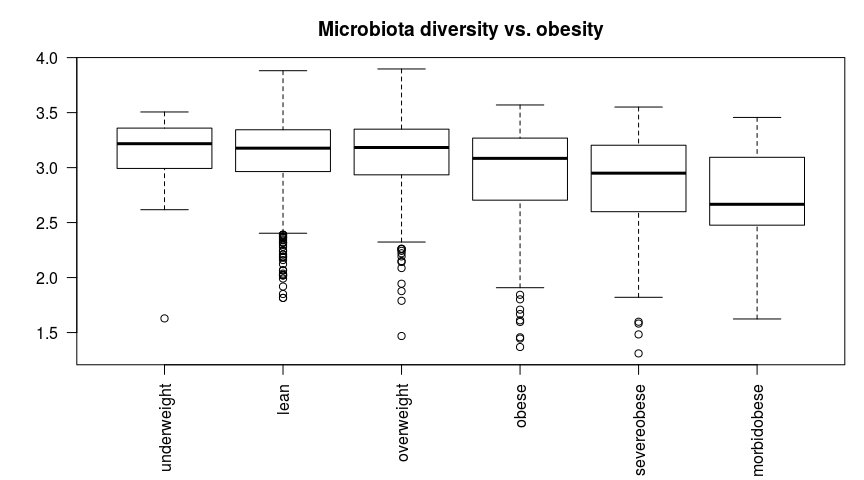 Microbiota diversity vs. obesity
4.0
3.5
3.0
2.5
2.0
1.5
underweight
lean
overweight
obese
severeobese
morbidobese